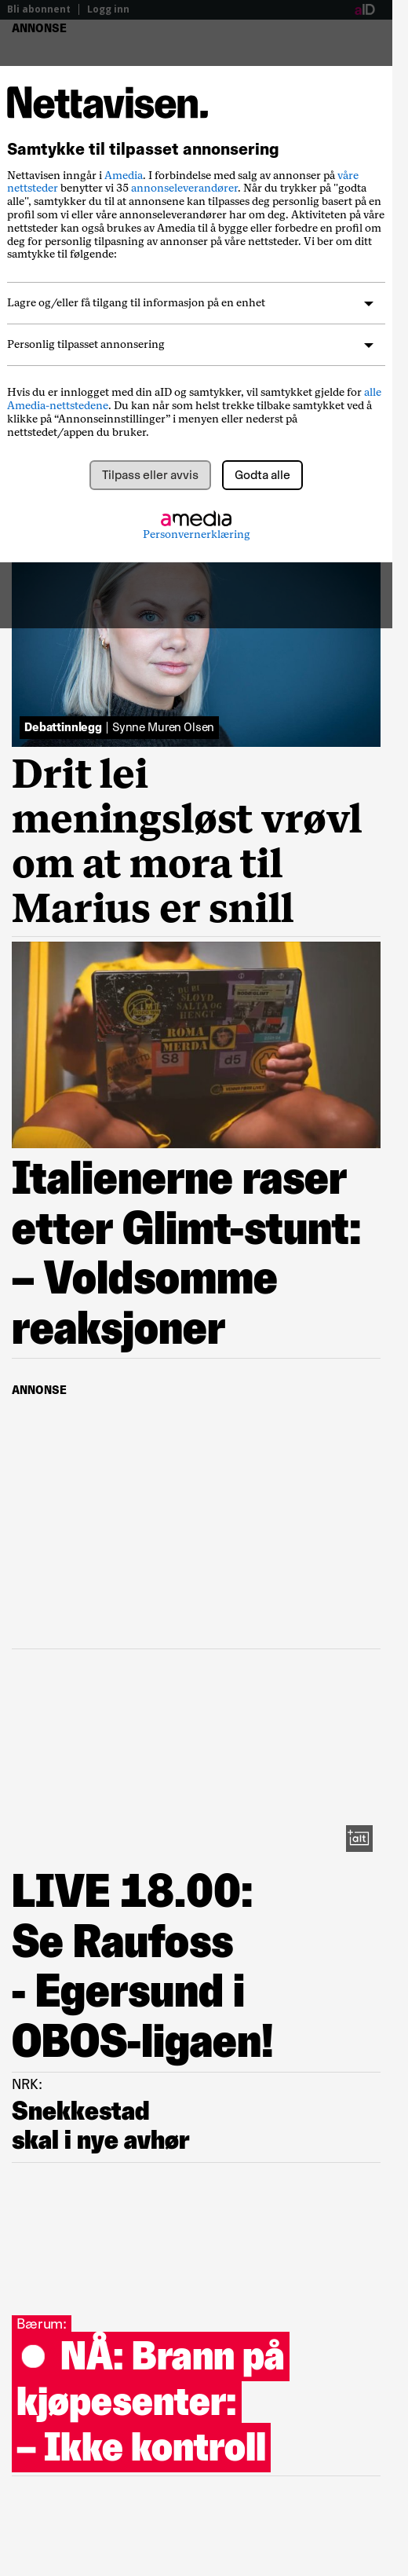 Bli abonnent | Logg inn
aID
ANNONSE
Nettavisen.
Samtykke til tilpasset annonsering
Nettavisen inngår i Amedia. I forbindelse med salg av annonser på våre
nettsteder benytter vi 35 annonseleverandører. Når du trykker på "godta
alle", samtykker du til at annonsene kan tilpasses deg personlig basert på en
profil som vi eller våre annonseleverandører har om deg. Aktiviteten på våre
nettsteder kan også brukes av Amedia til å bygge eller forbedre en profil om
deg for personlig tilpasning av annonser på våre nettsteder. Vi ber om ditt
samtykke til følgende:
Lagre og/eller få tilgang til informasjon på en enhet
Personlig tilpasset annonsering
Hvis du er innlogget med din aID og samtykker, vil samtykket gjelde for alle
Amedia-nettstedene. Du kan når som helst trekke tilbake samtykket ved å
klikke på “Annonseinnstillinger” i menyen eller nederst på
nettstedet/appen du bruker.
Tilpass eller avvis
Godta alle
amedia
Personvernerklæring
Debattinnlegg | Synne Muren Olsen
Drit lei
meningsløst vrøvl
om at mora til
Marius er snill
SLOYD
SALTA OG
HENGT
ROMA
MERDA
S8
d5
Italienerne raser
etter Glimt-stunt:
– Voldsomme
reaksjoner
ANNONSE
+alt
LIVE 18.00:
Se Raufoss
- Egersund i
OBOS-ligaen!
NRK:
Snekkestad
skal i nye avhør
Bærum:
NÅ: Brann på
kjøpesenter:
– Ikke kontroll